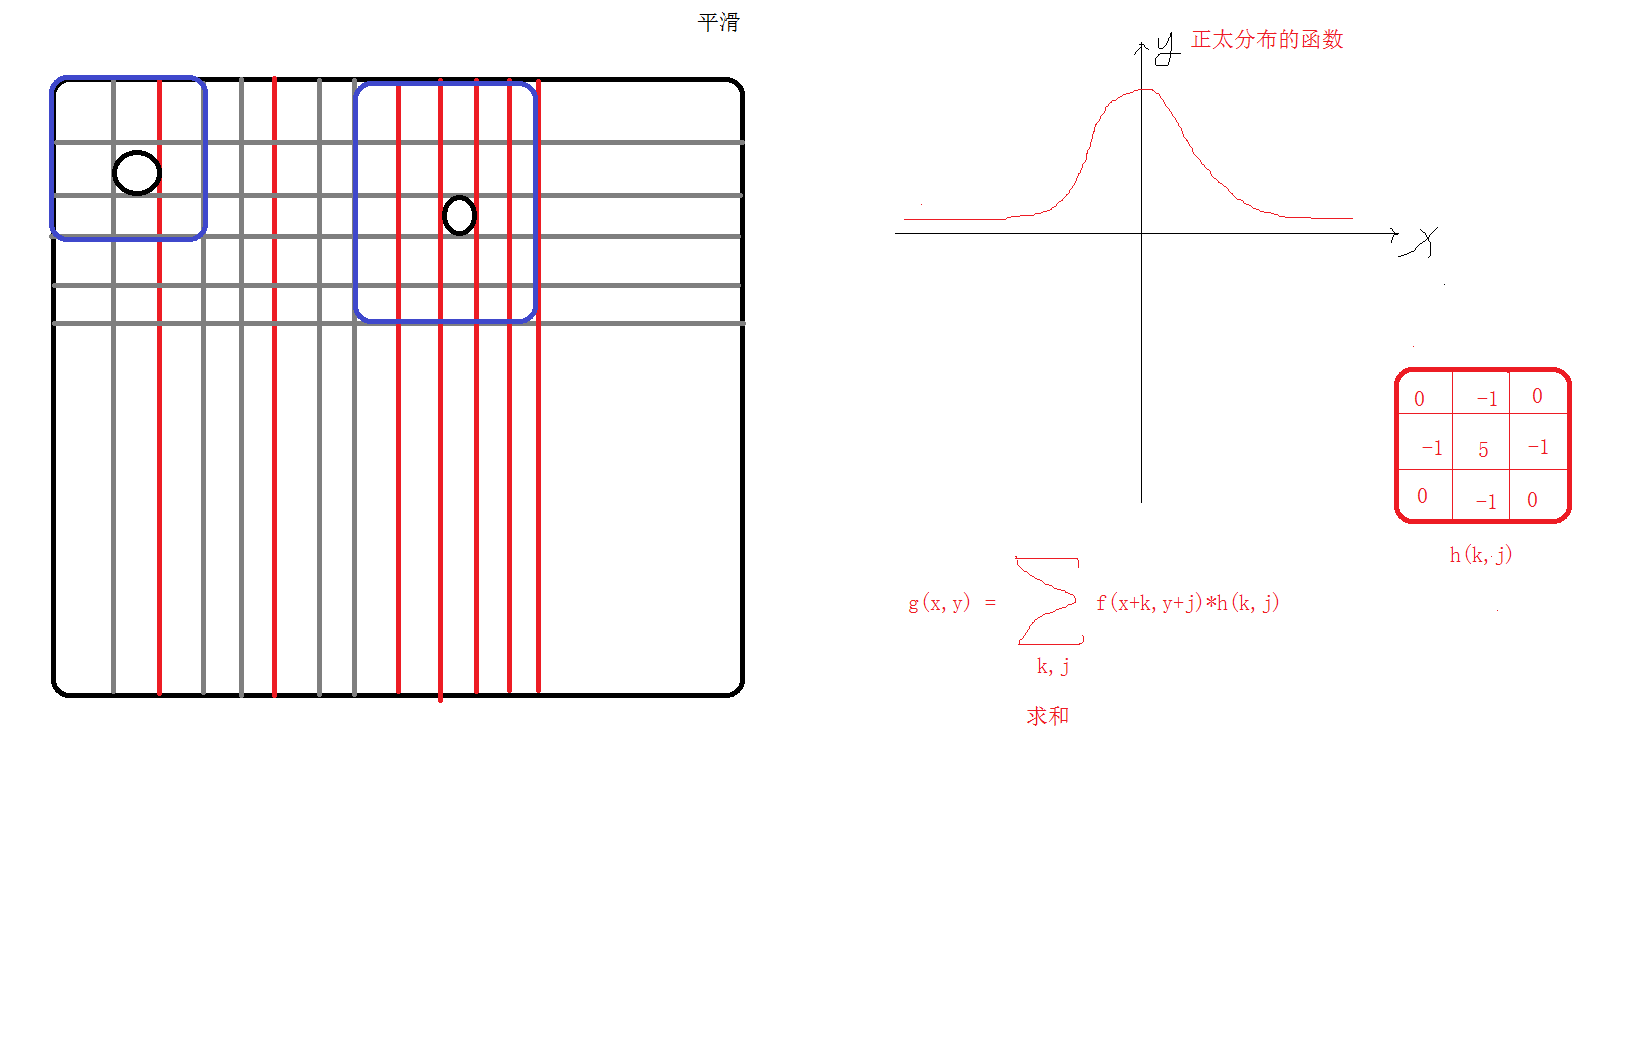 平滑
y
正太分布的函数
x
0 -1 0
-1 5 -1
0 -1 0
h(k,j)
g(x,y) = ∑ f(x+k,y+j)*h(k,j)
k,j
求和